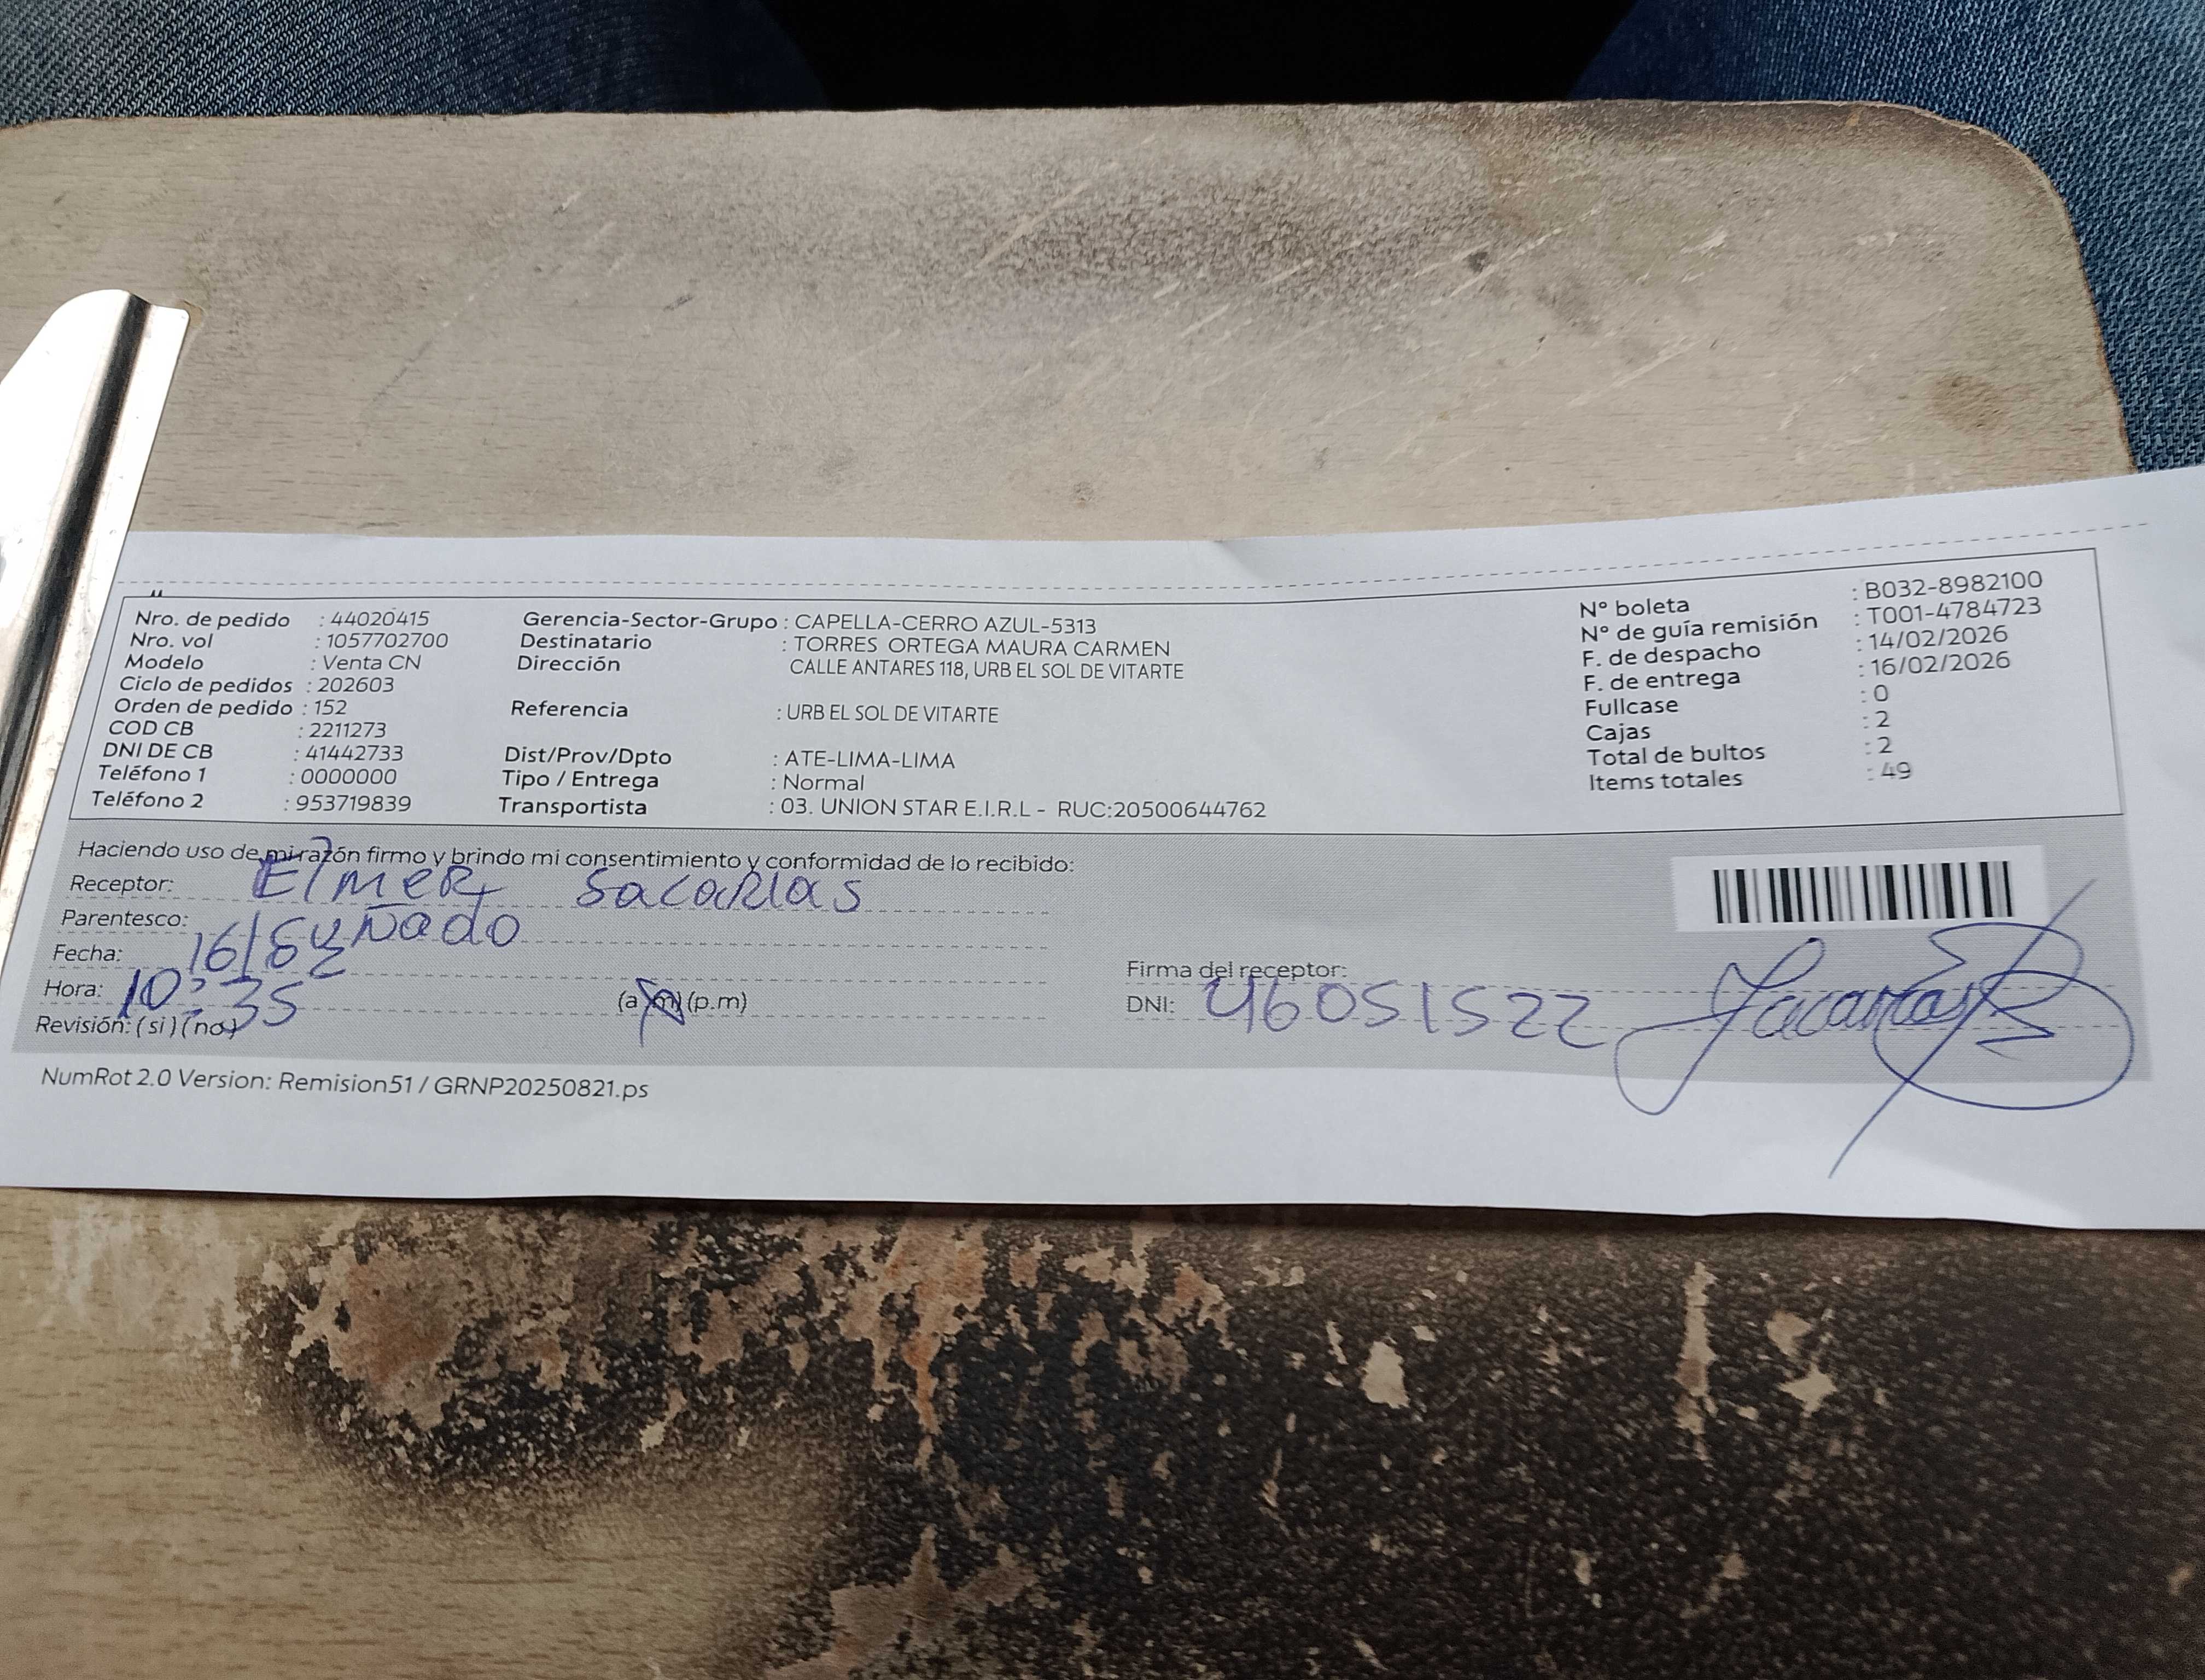 Nro. de pedido : 44020415
Nro. vol : 1057702700
Modelo : Venta CN
Ciclo de pedidos : 202603
Orden de pedido : 152
COD CB : 2211273
DNI DE CB : 41442733
Teléfono 1 : 0000000
Teléfono 2 : 953719839
Gerencia-Sector-Grupo : CAPELLA-CERRO AZUL-5313
Destinatario : TORRES ORTEGA MAURA CARMEN
Dirección CALLE ANTARES 118, URB EL SOL DE VITARTE
Referencia : URB EL SOL DE VITARTE
Dist/Prov/Dpto : ATE-LIMA-LIMA
Tipo / Entrega : Normal
Transportista : 03. UNION STAR E.I.R.L - RUC:20500644762
N° boleta : B032-8982100
N° de guía remisión : T001-4784723
F. de despacho : 14/02/2026
F. de entrega : 16/02/2026
Fullcase : 0
Cajas : 2
Total de bultos : 2
Items totales : 49
Haciendo uso de mi razón firmo y brindo mi consentimiento y conformidad de lo recibido:
Receptor: Elmer Sacarias
Parentesco: Cuñado
Fecha: 16/02
Hora: 10:35 (a.m) (p.m)
Revisión: (si) (no)
Firma del receptor:
DNI: 46051522
NumRot 2.0 Version: Remision51 / GRNP20250821.ps